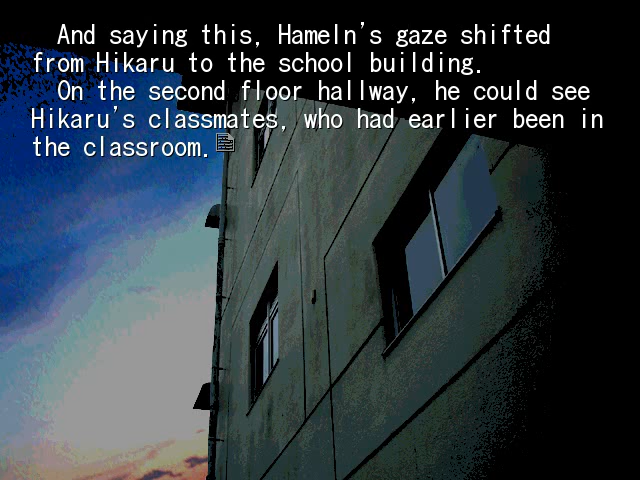 And saying this, Hameln's gaze shifted
from Hikaru to the school building.
On the second floor hallway, he could see
Hikaru's classmates, who had earlier been in
the classroom.